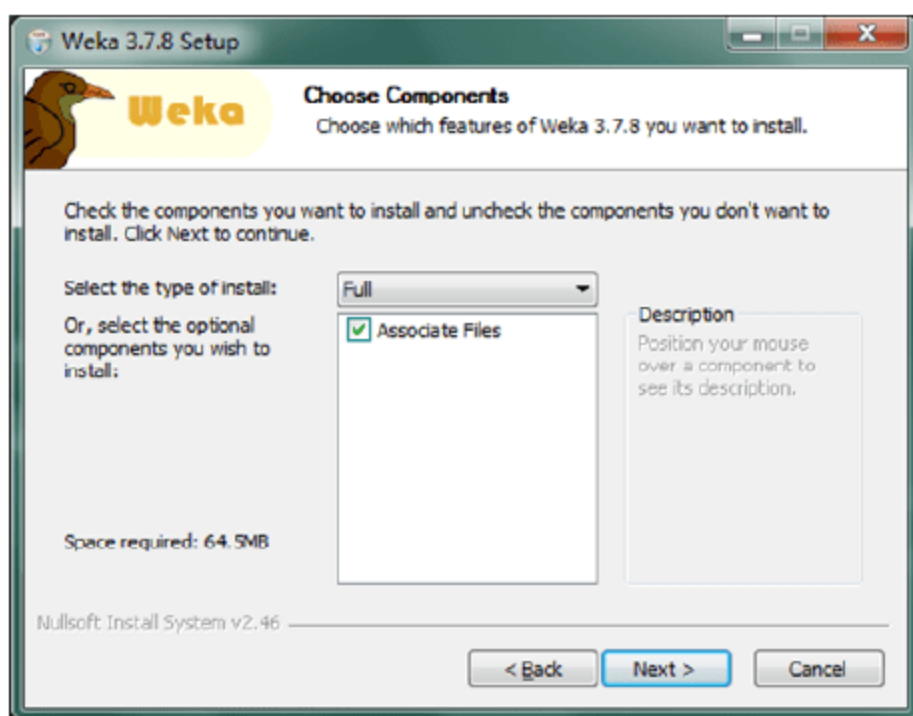 Weka 3.7.8 Setup
Weka
Choose Components
Choose which features of Weka 3.7.8 you want to install.
Check the components you want to install and uncheck the components you don't want to
install. Click Next to continue.
Select the type of install:
Full
Or, select the optional
components you wish to
install:
Associate Files
Description
Position your mouse
over a component to
see its description.
Space required: 64.5MB
Nullsoft Install System v2.46
< Back
Next >
Cancel